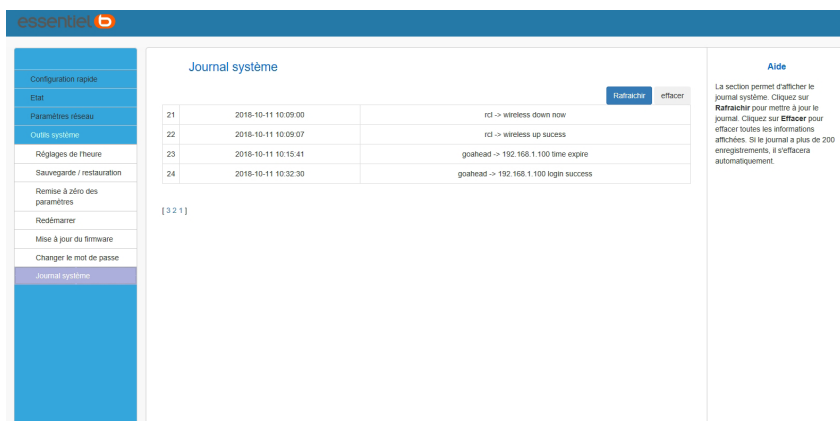 essentiel b
Configuration rapide
Etat
Paramètres réseau
Outils système
Réglages de l'heure
Sauvegarde / restauration
Remise à zéro des
paramètres
Redémarrer
Mise à jour du firmware
Changer le mot de passe
Journal système
Journal système
Rafraichir effacer
21 2018-10-11 10:09:00 rcl -> wireless down now
22 2018-10-11 10:09:07 rcl -> wireless up sucess
23 2018-10-11 10:15:41 goahead -> 192.168.1.100 time expire
24 2018-10-11 10:32:30 goahead -> 192.168.1.100 login success
[ 3 2 1 ]
Aide
La section permet d'afficher le
journal système. Cliquez sur
Rafraichir pour mettre à jour le
journal. Cliquez sur Effacer pour
effacer toutes les informations
affichées. Si le journal a plus de 200
enregistrements, il s'effacera
automatiquement.